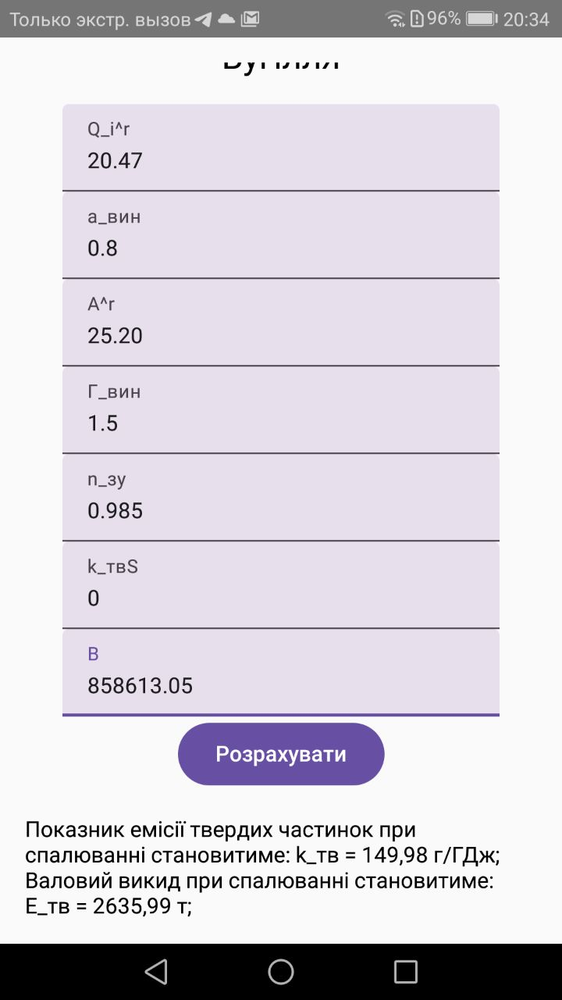 Только экстр. вызов
96%
20:34
Q_i^r
20.47
а_вин
0.8
A^r
25.20
Г_вин
1.5
n_зу
0.985
k_твS
0
B
858613.05
Розрахувати
Показник емісії твердих частинок при
спалюванні становитиме: k_тв = 149,98 г/ГДж;
Валовий викид при спалюванні становитиме:
E_тв = 2635,99 т;